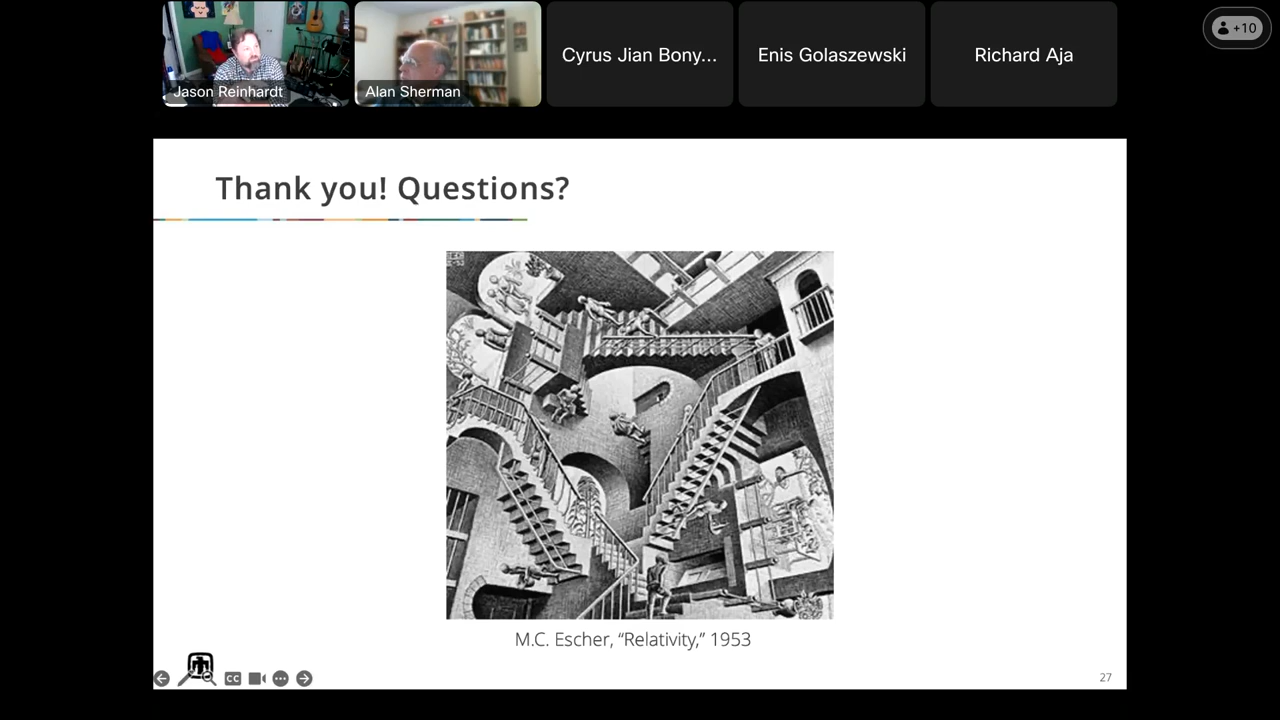 Jason Reinhardt
Alan Sherman
Cyrus Jian Bony...
Enis Golaszewski
Richard Aja
+10
Thank you! Questions?
M.C. Escher, “Relativity,” 1953
CC
27